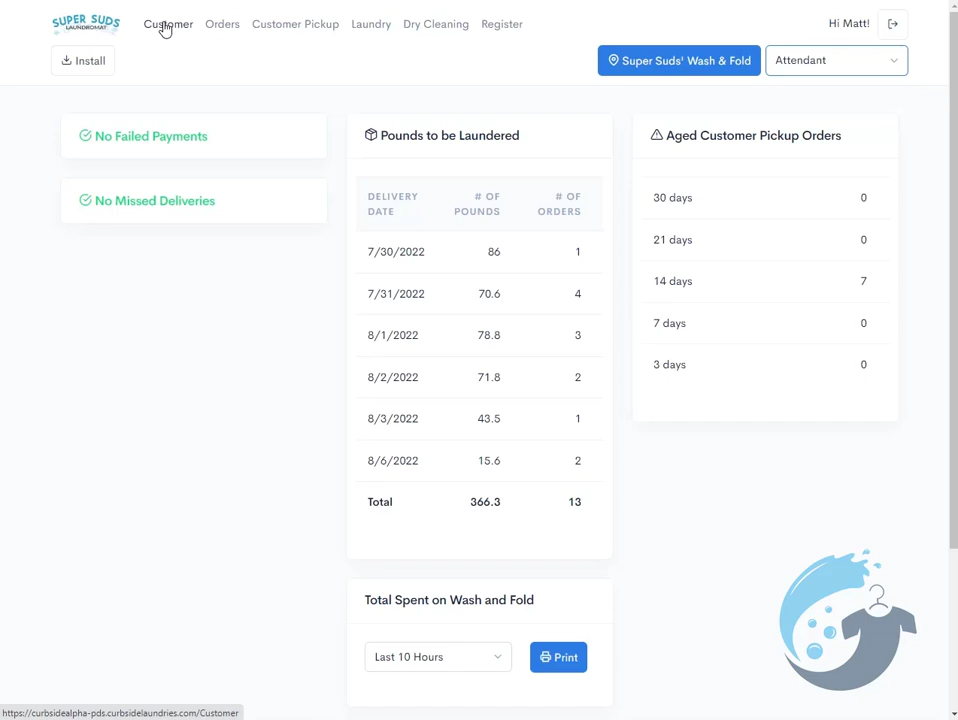 SUPER SUDS
LAUNDROMAT
Customer
Orders
Customer Pickup
Laundry
Dry Cleaning
Register
Hi Matt!
Install
Super Suds' Wash & Fold
Attendant
No Failed Payments
No Missed Deliveries
Pounds to be Laundered
DELIVERY DATE # OF POUNDS # OF ORDERS
7/30/2022 86 1
7/31/2022 70.6 4
8/1/2022 78.8 3
8/2/2022 71.8 2
8/3/2022 43.5 1
8/6/2022 15.6 2
Total 366.3 13
Total Spent on Wash and Fold
Last 10 Hours
Print
Aged Customer Pickup Orders
30 days 0
21 days 0
14 days 7
7 days 0
3 days 0
https://curbsidealpha-pds.curbsidelaundries.com/Customer